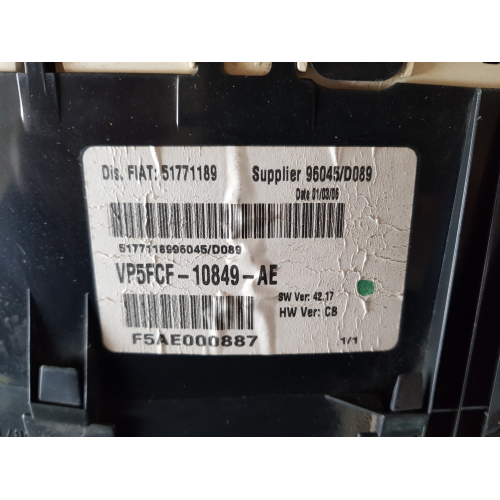 Dis. FIAT: 51771189 Supplier 96045/D089
Date 01/03/06
5177118996045/D089
VP5FCF-10849-AE
SW Ver: 42.17
HW Ver: CB
F5AE000887 1/1